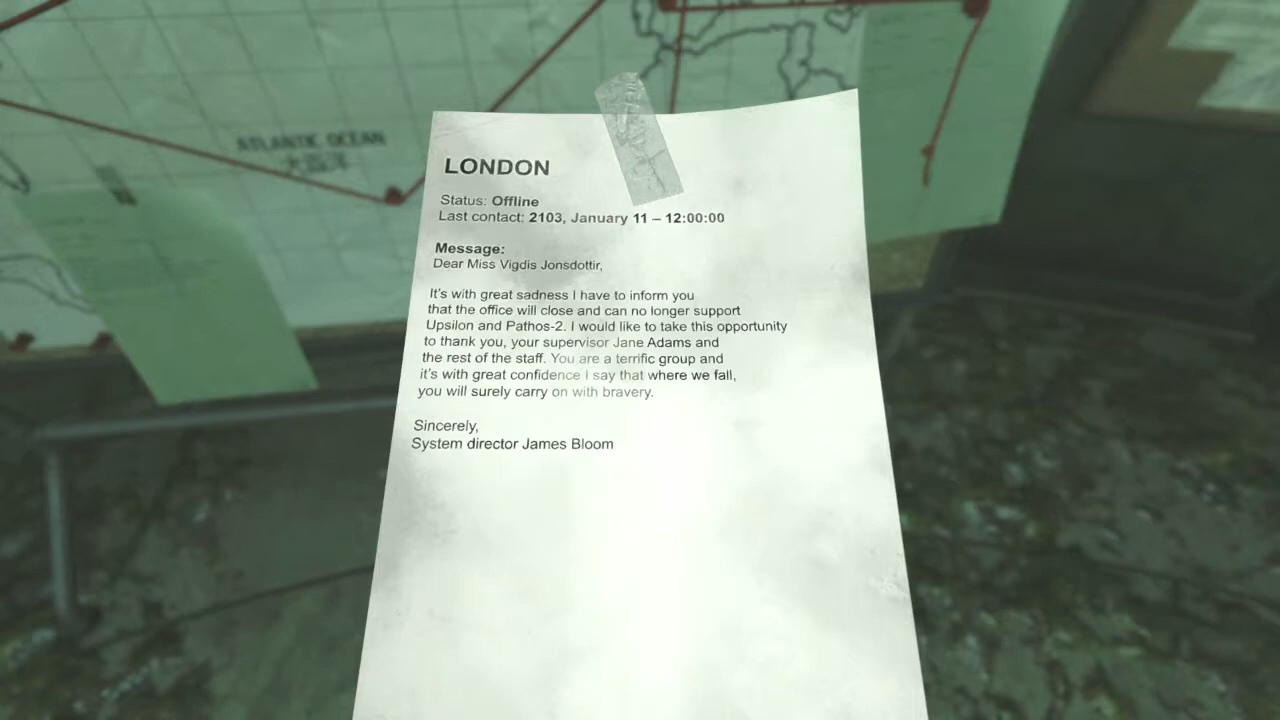 ATLANTIC OCEAN
大西洋
LONDON
Status: Offline
Last contact: 2103, January 11 – 12:00:00
Message:
Dear Miss Vigdis Jonsdottir,
It's with great sadness I have to inform you
that the office will close and can no longer support
Upsilon and Pathos-2. I would like to take this opportunity
to thank you, your supervisor Jane Adams and
the rest of the staff. You are a terrific group and
it's with great confidence I say that where we fall,
you will surely carry on with bravery.
Sincerely,
System director James Bloom